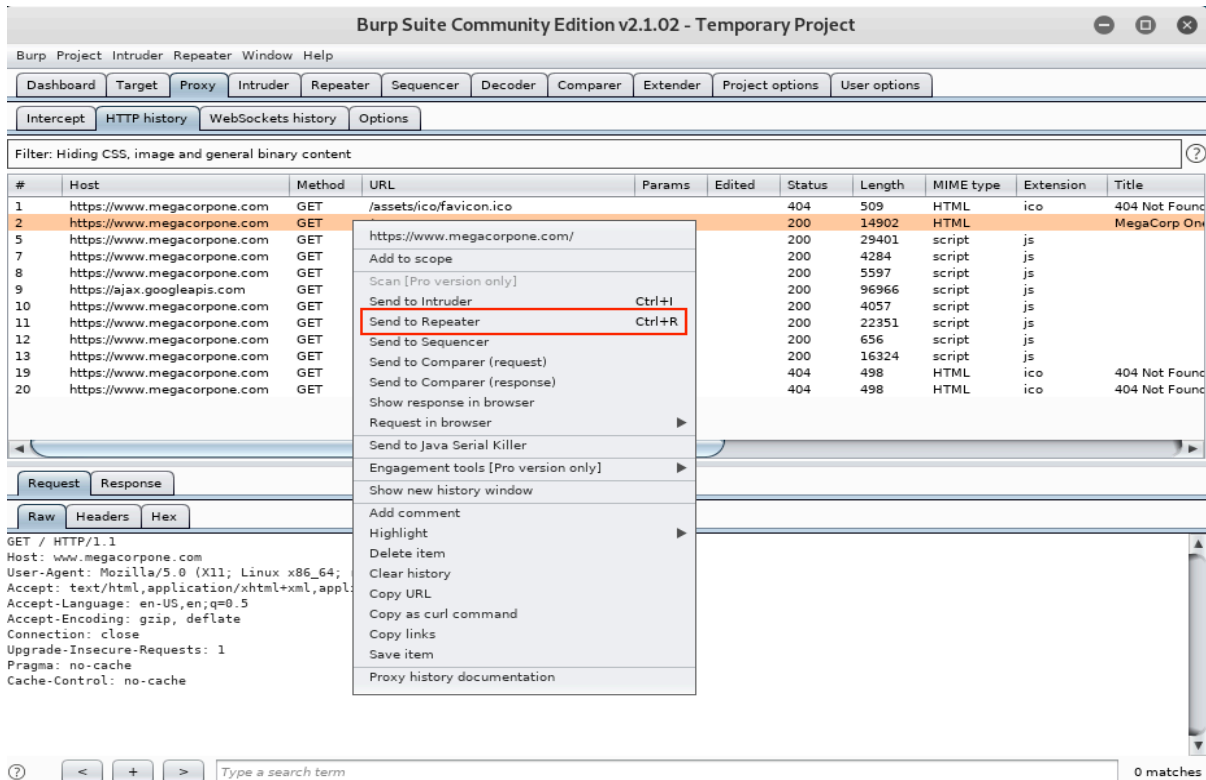 Burp Suite Community Edition v2.1.02 - Temporary Project
Burp Project Intruder Repeater Window Help
Dashboard Target Proxy Intruder Repeater Sequencer Decoder Comparer Extender Project options User options
Intercept HTTP history WebSockets history Options
Filter: Hiding CSS, image and general binary content ?
# Host Method URL Params Edited Status Length MIME type Extension Title
1 https://www.megacorpone.com GET /assets/ico/favicon.ico 404 509 HTML ico 404 Not Found
2 https://www.megacorpone.com GET 200 14902 HTML MegaCorp One
5 https://www.megacorpone.com GET 200 29401 script js
7 https://www.megacorpone.com GET 200 4284 script js
8 https://www.megacorpone.com GET 200 5597 script js
9 https://ajax.googleapis.com GET 200 96966 script js
10 https://www.megacorpone.com GET 200 4057 script js
11 https://www.megacorpone.com GET 200 22351 script js
12 https://www.megacorpone.com GET 200 656 script js
13 https://www.megacorpone.com GET 200 16324 script js
19 https://www.megacorpone.com GET 404 498 HTML ico 404 Not Found
20 https://www.megacorpone.com GET 404 498 HTML ico 404 Not Found
https://www.megacorpone.com/
Add to scope
Scan [Pro version only]
Send to Intruder Ctrl+I
Send to Repeater Ctrl+R
Send to Sequencer
Send to Comparer (request)
Send to Comparer (response)
Show response in browser
Request in browser
Send to Java Serial Killer
Engagement tools [Pro version only]
Show new history window
Add comment
Highlight
Delete item
Clear history
Copy URL
Copy as curl command
Copy links
Save item
Proxy history documentation
Request Response
Raw Headers Hex
GET / HTTP/1.1
Host: www.megacorpone.com
User-Agent: Mozilla/5.0 (X11; Linux x86_64;
Accept: text/html,application/xhtml+xml,appl
Accept-Language: en-US,en;q=0.5
Accept-Encoding: gzip, deflate
Connection: close
Upgrade-Insecure-Requests: 1
Pragma: no-cache
Cache-Control: no-cache
? < + > Type a search term 0 matches